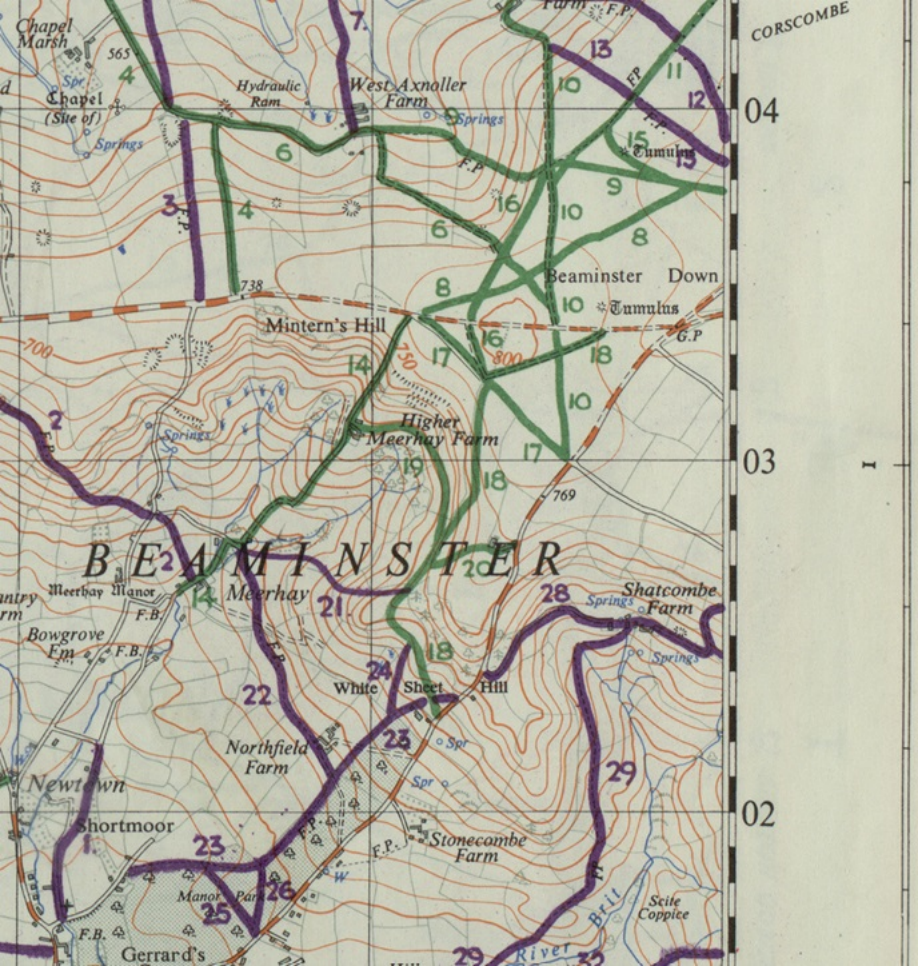 Farm
F.P.
CORSCOMBE
Chapel
Marsh
565
7.
13
11
FP
4
Spr
Chapel
(Site of)
Springs
Hydraulic
Ram
West Axnoller
Farm
10
12
04
9
Springs
F.P.
15
Tumulus
13
6
F.P
9
3
F.P.
4
16
10
6
8
738
8
Beaminster Down
10
Tumulus
Mintern's Hill
16
G.P
700
750
17
800
18
14
2
F.P.
Springs
Higher
Meerhay Farm
10
19
17
03
I
18
769
BEAMINSTER
2
20
Meerhay Manor
14
Meerhay
21
28
Springs
Shatcombe
Farm
F.B.
Bowgrove
Fm
F.B.
F.P.
18
Springs
24
22
White Sheet Hill
23
Northfield
Farm
Spr
29
Newtown
Spr
02
Shortmoor
1.
F.P.
23
F.P.
Stonecombe
Farm
W
Manor Park
26
25
Scite
Coppice
F.B.
Gerrard's
29
River Brit